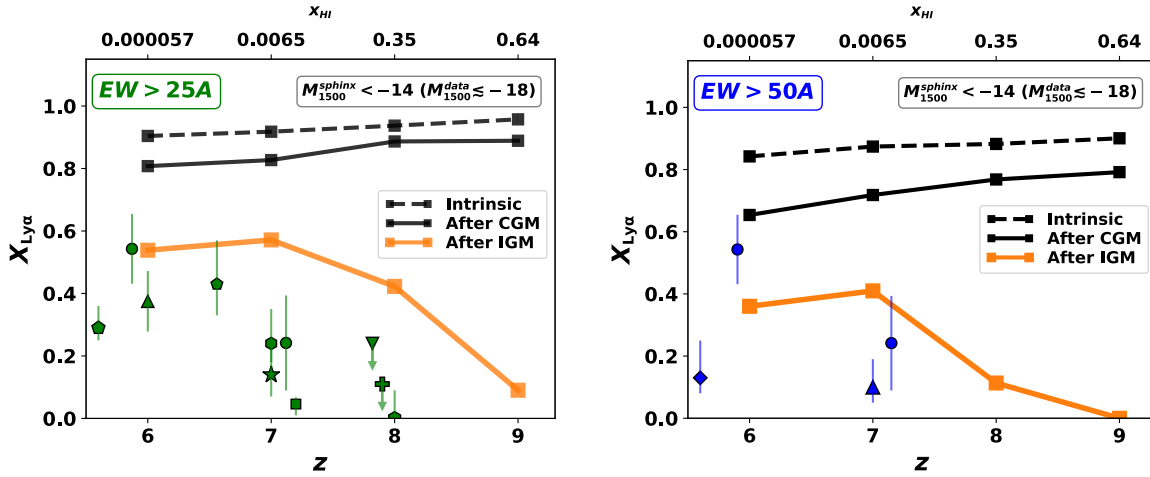 x_HI
0.000057 0.0065 0.35 0.64
EW > 25A
M_1500^sphinx < −14 (M_1500^data ≲ −18)
1.0
0.8
0.6
0.4
0.2
0.0
X_Lyα
Intrinsic
After CGM
After IGM
6 7 8 9
z
x_HI
0.000057 0.0065 0.35 0.64
EW > 50A
M_1500^sphinx < −14 (M_1500^data ≲ −18)
1.0
0.8
0.6
0.4
0.2
0.0
X_Lyα
Intrinsic
After CGM
After IGM
6 7 8 9
z